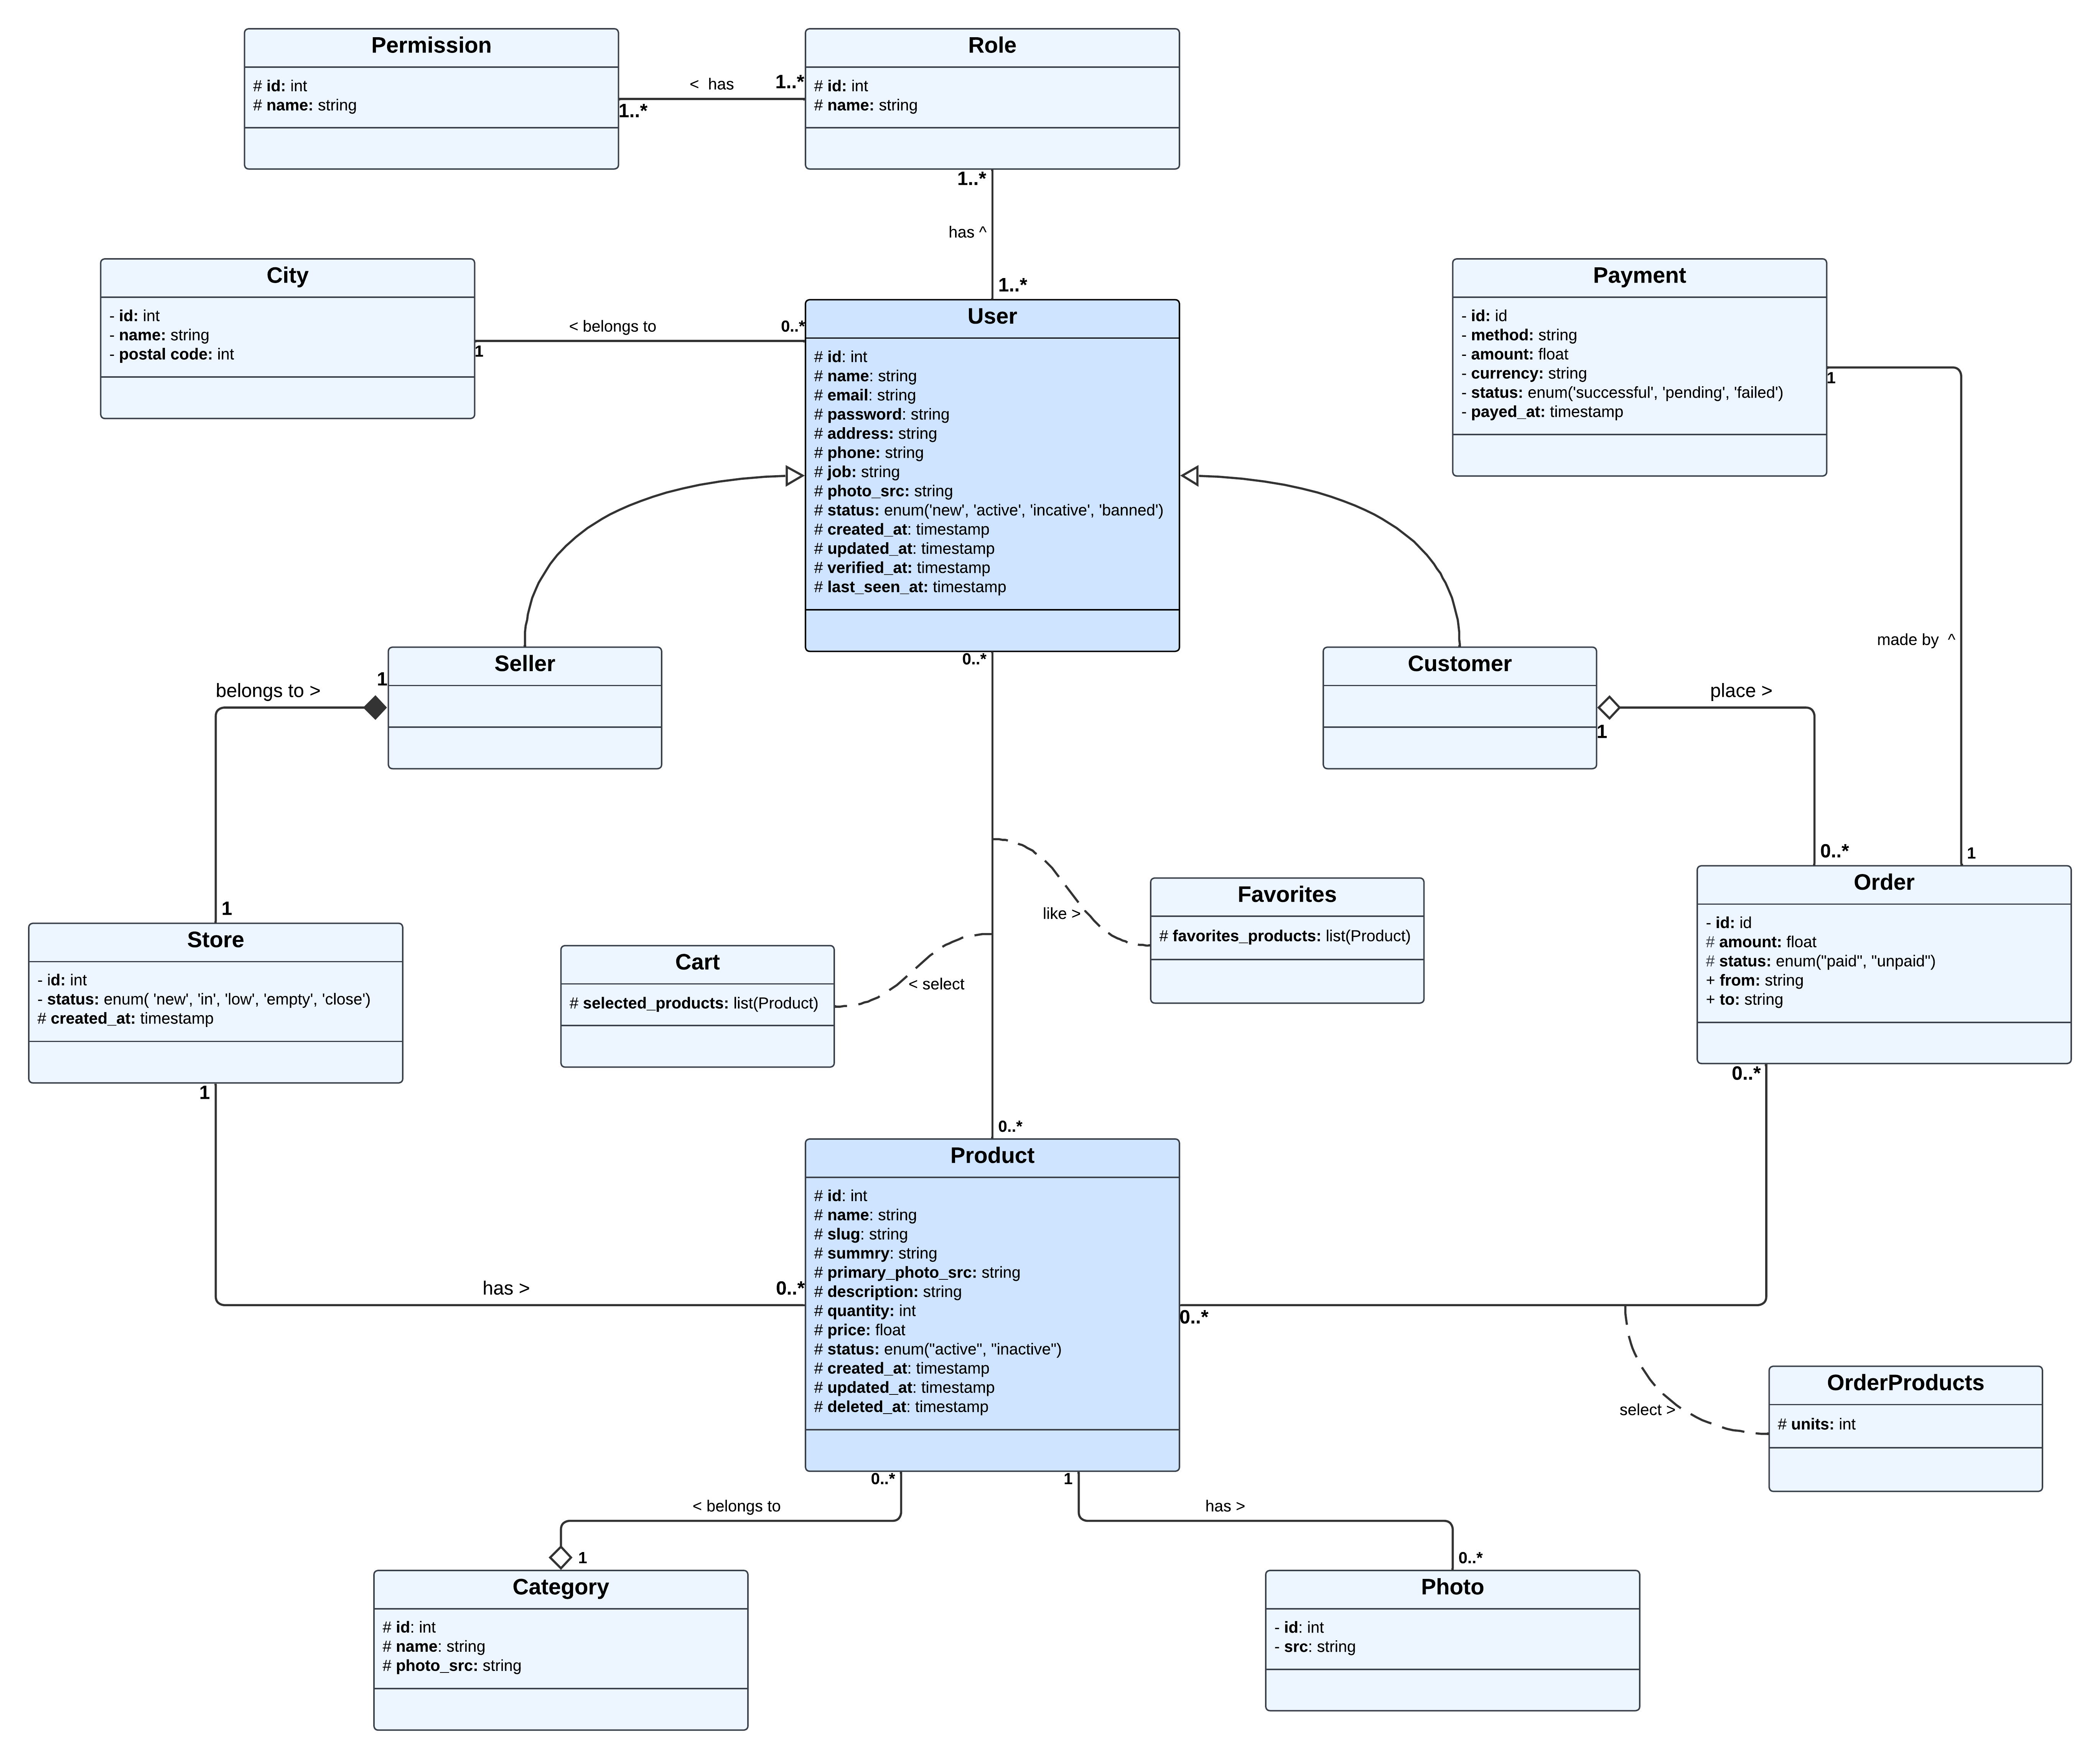 Permission
# id: int
# name: string
< has
1..*
1..*
Role
# id: int
# name: string
1..*
has ^
1..*
City
- id: int
- name: string
- postal code: int
< belongs to
0..*
1
User
# id: int
# name: string
# email: string
# password: string
# address: string
# phone: string
# job: string
# photo_src: string
# status: enum('new', 'active', 'incative', 'banned')
# created_at: timestamp
# updated_at: timestamp
# verified_at: timestamp
# last_seen_at: timestamp
0..*
Payment
- id: id
- method: string
- amount: float
- currency: string
- status: enum('successful', 'pending', 'failed')
- payed_at: timestamp
1
made by ^
1
Seller
1
belongs to >
1
Customer
1
place >
0..*
Store
- id: int
- status: enum( 'new', 'in', 'low', 'empty', 'close')
# created_at: timestamp
1
has >
0..*
Cart
# selected_products: list(Product)
< select
like >
Favorites
# favorites_products: list(Product)
Order
- id: id
# amount: float
# status: enum("paid", "unpaid")
+ from: string
+ to: string
0..*
0..*
Product
# id: int
# name: string
# slug: string
# summry: string
# primary_photo_src: string
# description: string
# quantity: int
# price: float
# status: enum("active", "inactive")
# created_at: timestamp
# updated_at: timestamp
# deleted_at: timestamp
0..*
select >
OrderProducts
# units: int
0..*
< belongs to
1
1
has >
0..*
Category
# id: int
# name: string
# photo_src: string
Photo
- id: int
- src: string